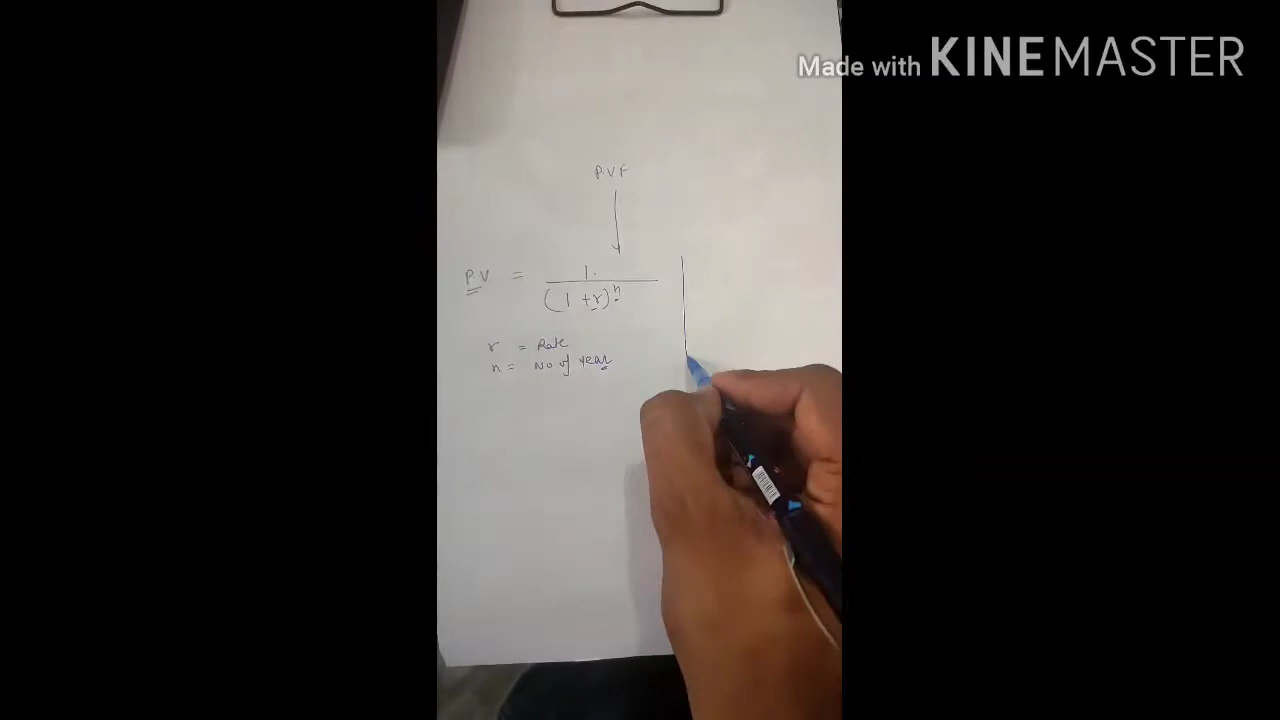 Made with KINEMASTER
P.V.F
P.V = 1.
(1 + r)^n
r = Rate
n = No of year